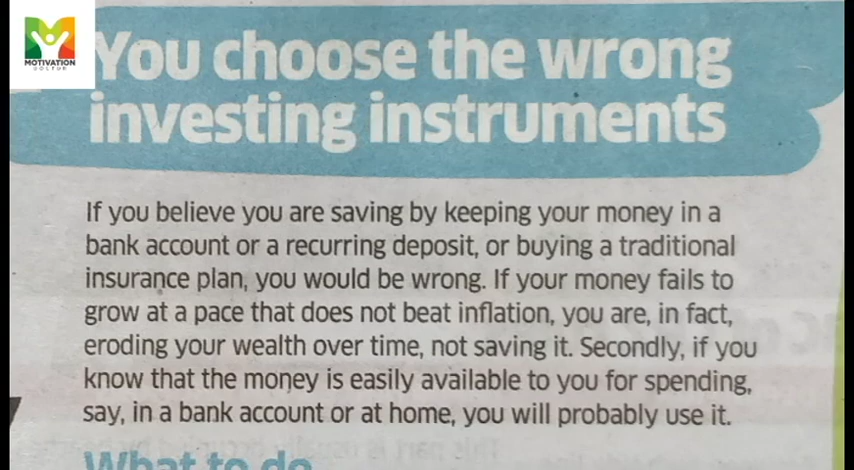 MOTIVATION
You choose the wrong
investing instruments
If you believe you are saving by keeping your money in a
bank account or a recurring deposit, or buying a traditional
insurance plan, you would be wrong. If your money fails to
grow at a pace that does not beat inflation, you are, in fact,
eroding your wealth over time, not saving it. Secondly, if you
know that the money is easily available to you for spending,
say, in a bank account or at home, you will probably use it.
What to do